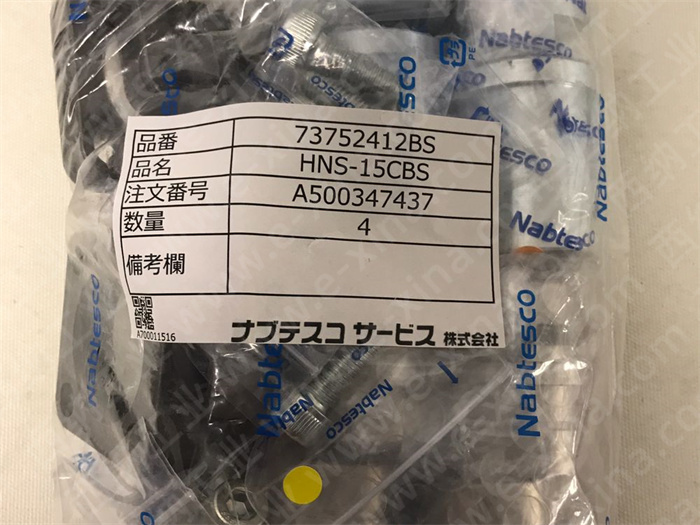 Nabtesco
Nabtesco
PE
品番 73752412BS
品名 HNS-15CBS
注文番号 A500347437
数量 4
備考欄
A700011516
ナブテスコ サービス 株式会社
Nabtesco
Nabtesco
Nabtesco